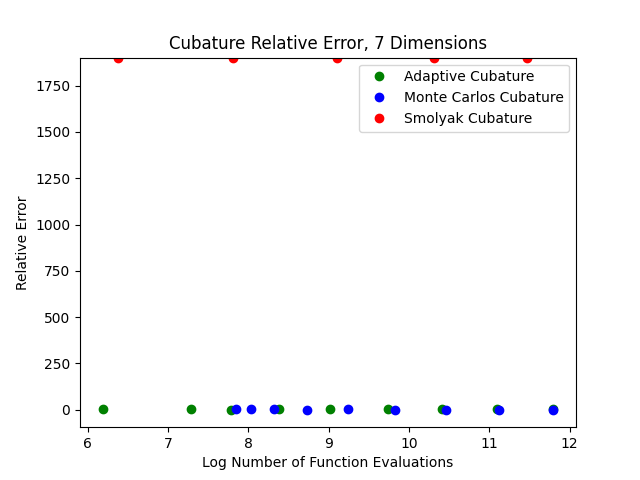 Cubature Relative Error, 7 Dimensions
Adaptive Cubature
Monte Carlos Cubature
Smolyak Cubature
Relative Error
1750
1500
1250
1000
750
500
250
0
6 7 8 9 10 11 12
Log Number of Function Evaluations